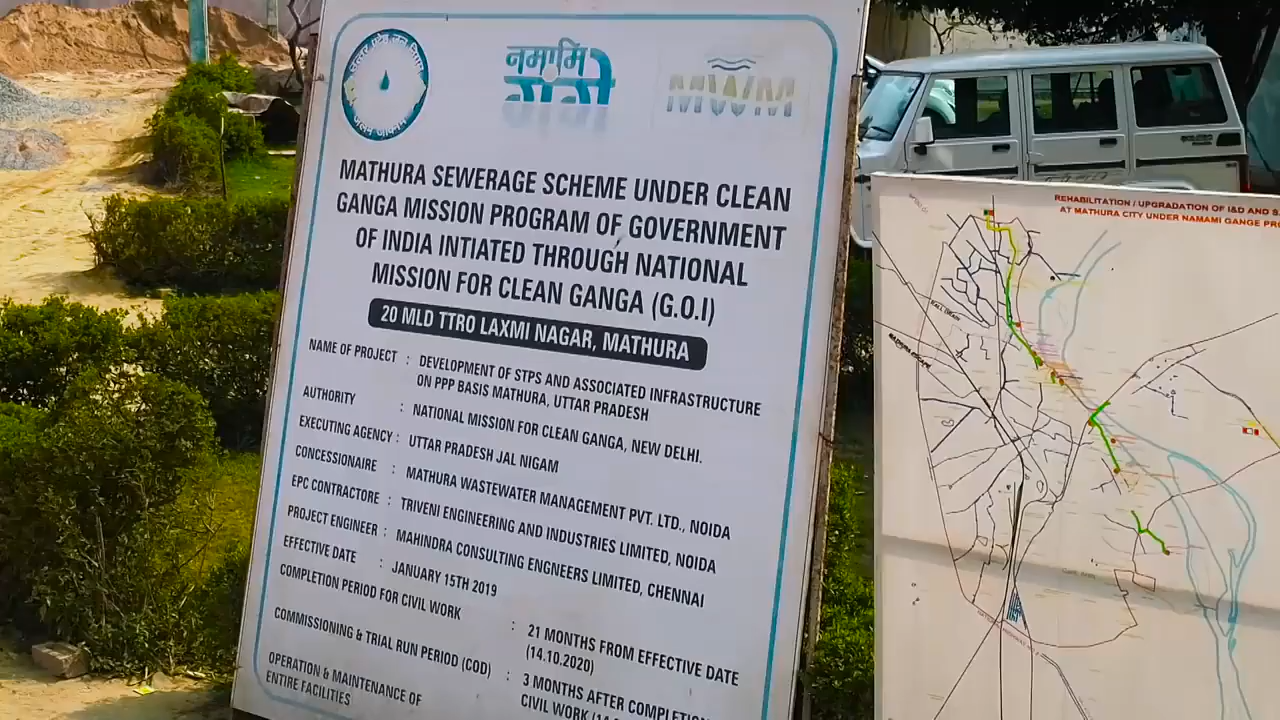 नमामि
गंगे
MWM
MATHURA SEWERAGE SCHEME UNDER CLEAN
GANGA MISSION PROGRAM OF GOVERNMENT
OF INDIA INTIATED THROUGH NATIONAL
MISSION FOR CLEAN GANGA (G.O.I)
20 MLD TTRO LAXMI NAGAR, MATHURA
NAME OF PROJECT : DEVELOPMENT OF STPS AND ASSOCIATED INFRASTRUCTURE
ON PPP BASIS MATHURA, UTTAR PRADESH
AUTHORITY : NATIONAL MISSION FOR CLEAN GANGA, NEW DELHI.
EXECUTING AGENCY : UTTAR PRADESH JAL NIGAM
CONCESSIONAIRE : MATHURA WASTEWATER MANAGEMENT PVT. LTD., NOIDA
EPC CONTRACTORE : TRIVENI ENGINEERING AND INDUSTRIES LIMITED, NOIDA
PROJECT ENGINEER : MAHINDRA CONSULTING ENGNEERS LIMITED, CHENNAI
EFFECTIVE DATE : JANUARY 15TH 2019
COMPLETION PERIOD FOR CIVIL WORK : 21 MONTHS FROM EFFECTIVE DATE
(14.10.2020)
COMMISSIONING & TRIAL RUN PERIOD (COD) : 3 MONTHS AFTER
CIVIL WORK
OPERATION & MAINTENANCE OF
ENTIRE FACILITIES
REHABILITATION / UPGRADATION OF I&D AND
AT MATHURA CITY UNDER NAMAMI GANGE